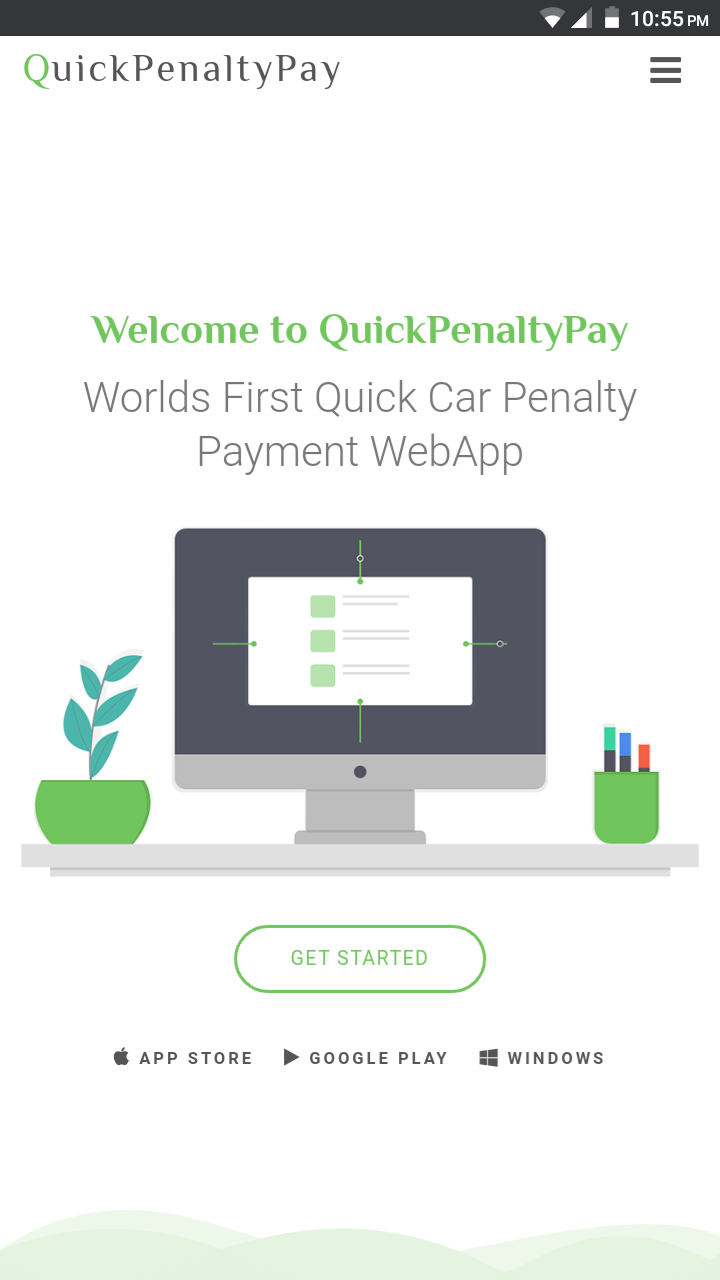 10:55 PM
QuickPenaltyPay
Welcome to QuickPenaltyPay
Worlds First Quick Car Penalty
Payment WebApp
GET STARTED
APP STORE GOOGLE PLAY WINDOWS